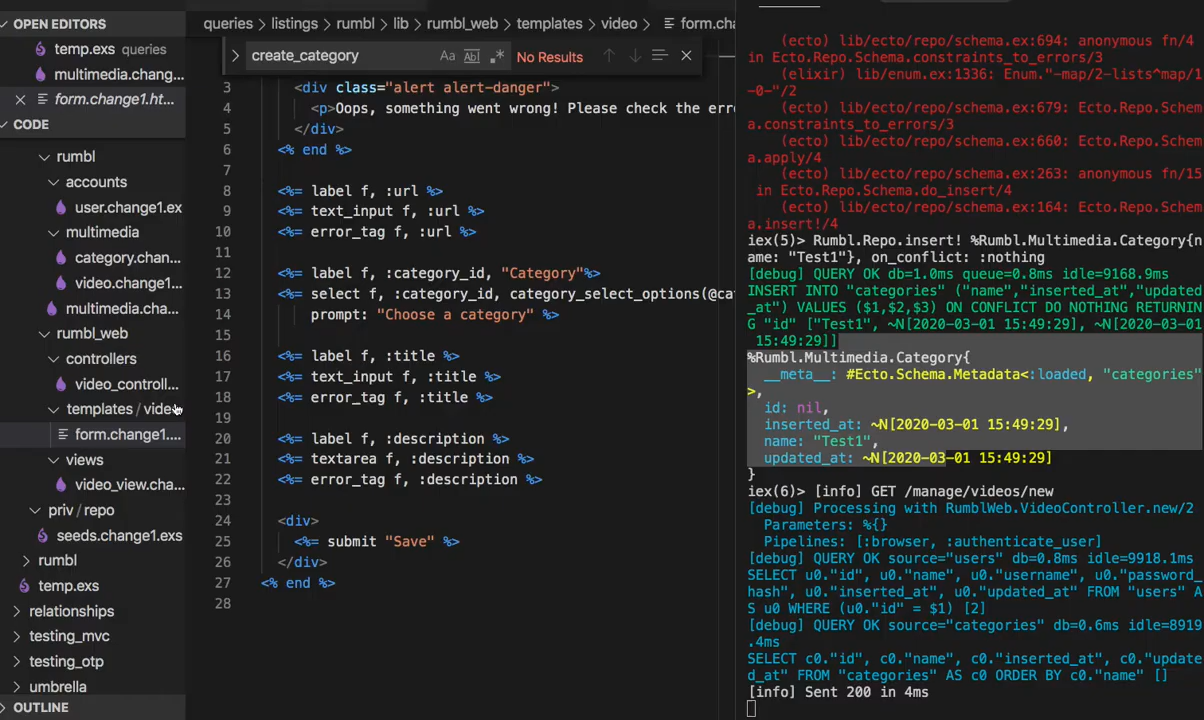 OPEN EDITORS
temp.exs queries
multimedia.chang...
form.change1.ht...
CODE
rumbl
accounts
user.change1.ex
multimedia
category.chan...
video.change1...
multimedia.cha...
rumbl_web
controllers
video_controll...
templates / video
form.change1....
views
video_view.cha...
priv / repo
seeds.change1.exs
rumbl
temp.exs
relationships
testing_mvc
testing_otp
umbrella
OUTLINE
queries > listings > rumbl > lib > rumbl_web > templates > video > form.ch
create_category Aa Abl .* No Results
3 <div class="alert alert-danger">
4 <p>Oops, something went wrong! Please check the erro
5 </div>
6 <% end %>
7
8 <%= label f, :url %>
9 <%= text_input f, :url %>
10 <%= error_tag f, :url %>
11
12 <%= label f, :category_id, "Category"%>
13 <%= select f, :category_id, category_select_options(@cat
14 prompt: "Choose a category" %>
15
16 <%= label f, :title %>
17 <%= text_input f, :title %>
18 <%= error_tag f, :title %>
19
20 <%= label f, :description %>
21 <%= textarea f, :description %>
22 <%= error_tag f, :description %>
23
24 <div>
25 <%= submit "Save" %>
26 </div>
27 <% end %>
28
(ecto) lib/ecto/repo/schema.ex:694: anonymous fn/4
in Ecto.Repo.Schema.constraints_to_errors/3
(elixir) lib/enum.ex:1336: Enum."-map/2-lists^map/1
-0-"/2
(ecto) lib/ecto/repo/schema.ex:679: Ecto.Repo.Schem
a.constraints_to_errors/3
(ecto) lib/ecto/repo/schema.ex:660: Ecto.Repo.Schem
a.apply/4
(ecto) lib/ecto/repo/schema.ex:263: anonymous fn/15
in Ecto.Repo.Schema.do_insert/4
(ecto) lib/ecto/repo/schema.ex:164: Ecto.Repo.Schem
a.insert!/4
iex(5)> Rumbl.Repo.insert! %Rumbl.Multimedia.Category{n
ame: "Test1"}, on_conflict: :nothing
[debug] QUERY OK db=1.0ms queue=0.8ms idle=9168.9ms
INSERT INTO "categories" ("name","inserted_at","updated
_at") VALUES ($1,$2,$3) ON CONFLICT DO NOTHING RETURNIN
G "id" ["Test1", ~N[2020-03-01 15:49:29], ~N[2020-03-01
15:49:29]]
%Rumbl.Multimedia.Category{
__meta__: #Ecto.Schema.Metadata<:loaded, "categories"
>,
id: nil,
inserted_at: ~N[2020-03-01 15:49:29],
name: "Test1",
updated_at: ~N[2020-03-01 15:49:29]
}
iex(6)> [info] GET /manage/videos/new
[debug] Processing with RumblWeb.VideoController.new/2
Parameters: %{}
Pipelines: [:browser, :authenticate_user]
[debug] QUERY OK source="users" db=0.8ms idle=9918.1ms
SELECT u0."id", u0."name", u0."username", u0."password_
hash", u0."inserted_at", u0."updated_at" FROM "users" A
S u0 WHERE (u0."id" = $1) [2]
[debug] QUERY OK source="categories" db=0.6ms idle=8919
.4ms
SELECT c0."id", c0."name", c0."inserted_at", c0."update
d_at" FROM "categories" AS c0 ORDER BY c0."name" []
[info] Sent 200 in 4ms